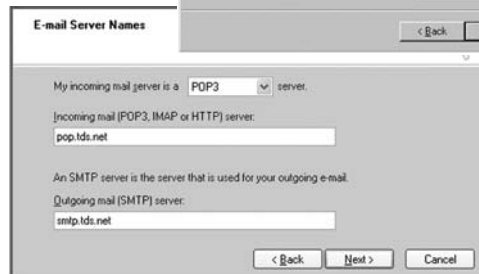 E-mail Server Names
< Back
My incoming mail server is a POP3 server.
Incoming mail (POP3, IMAP or HTTP) server:
pop.tds.net
An SMTP server is the server that is used for your outgoing e-mail.
Outgoing mail (SMTP) server:
smtp.tds.net
< Back Next > Cancel